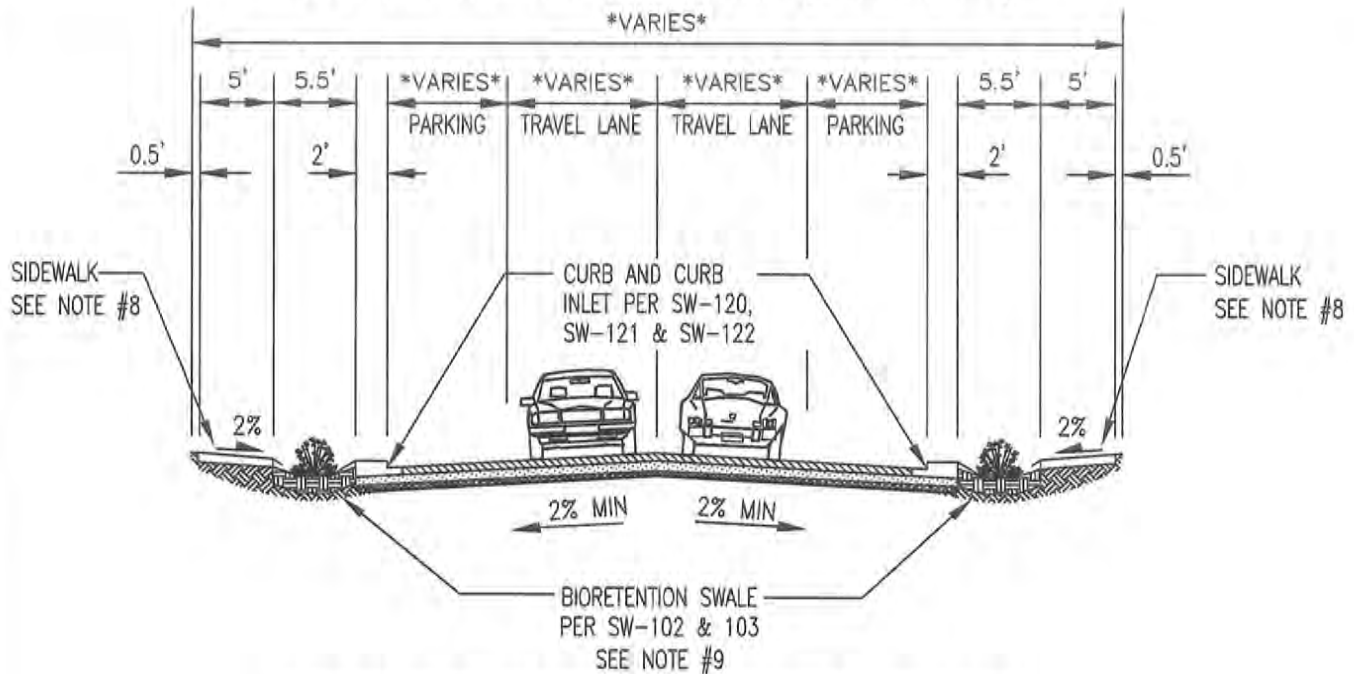 *VARIES*
5' 5.5' *VARIES* *VARIES* *VARIES* *VARIES* 5.5' 5'
PARKING TRAVEL LANE TRAVEL LANE PARKING
0.5' 2' 2' 0.5'
SIDEWALK
SEE NOTE #8
CURB AND CURB
INLET PER SW-120,
SW-121 & SW-122
SIDEWALK
SEE NOTE #8
2% 2%
2% MIN 2% MIN
BIORETENTION SWALE
PER SW-102 & 103
SEE NOTE #9